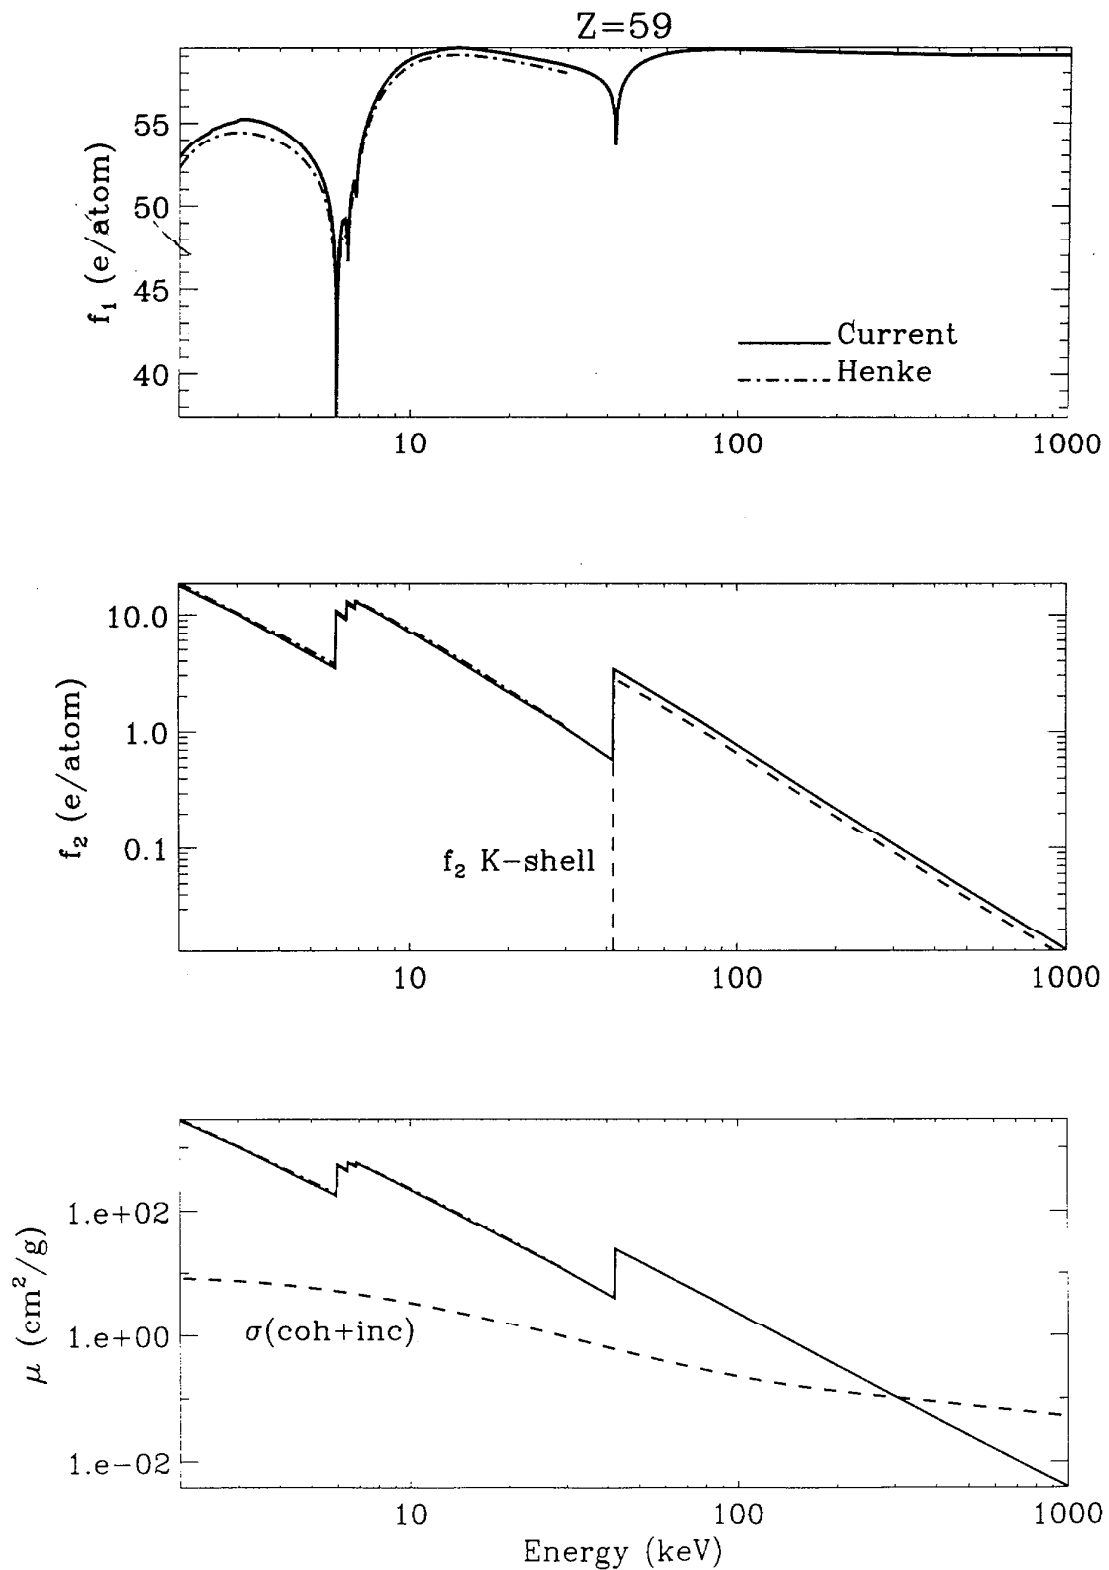 Z=59
55
50
45
40
f₁ (e/atom)
Current
Henke
10
100
1000
10.0
1.0
0.1
f₂ (e/atom)
f₂ K-shell
10
100
1000
1.e+02
1.e+00
1.e-02
μ (cm²/g)
σ(coh+inc)
10
100
1000
Energy (keV)